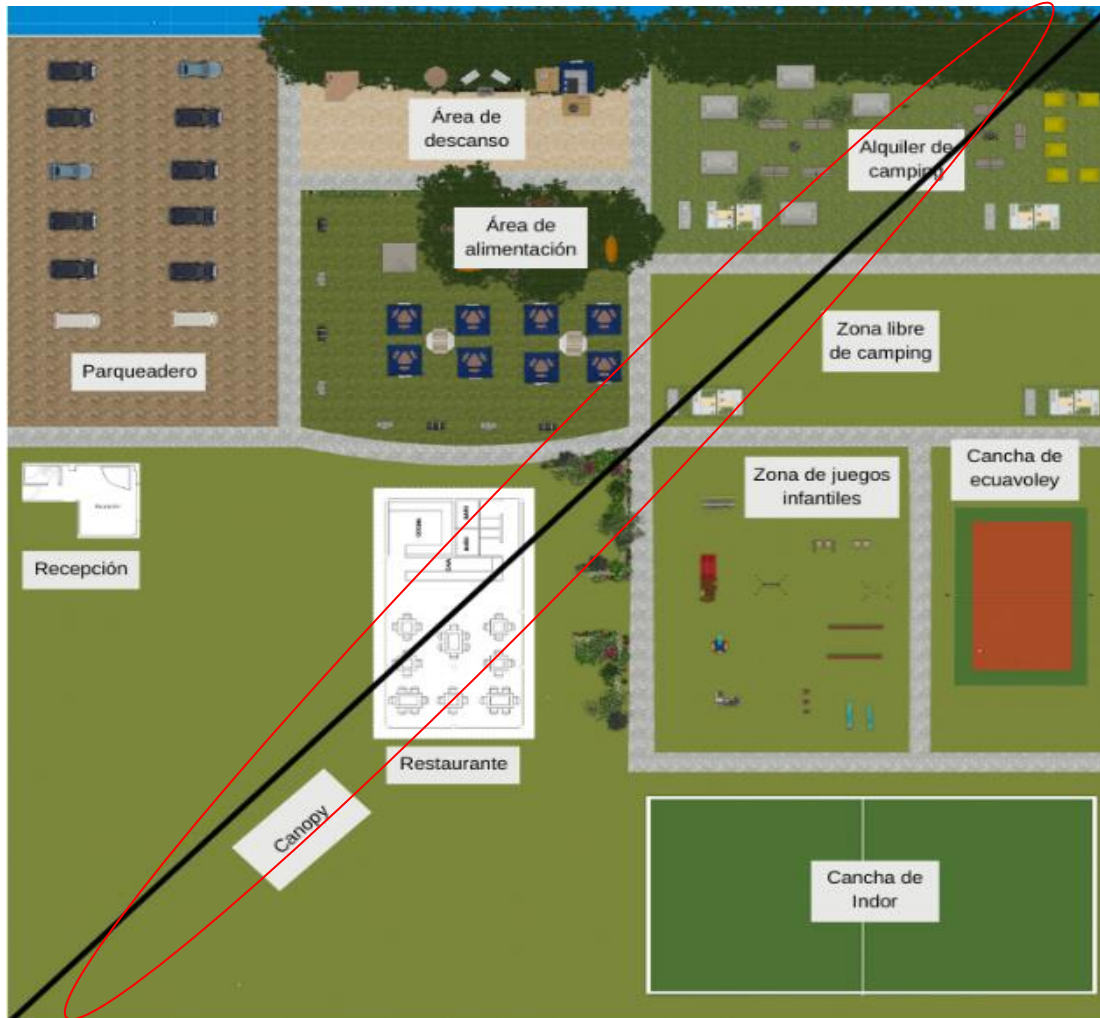 Área de
descanso
Alquiler de
camping
Área de
alimentación
Zona libre
de camping
Parqueadero
Zona de juegos
infantiles
Cancha de
ecuavoley
Recepción
Restaurante
Canopy
Cancha de
Indor